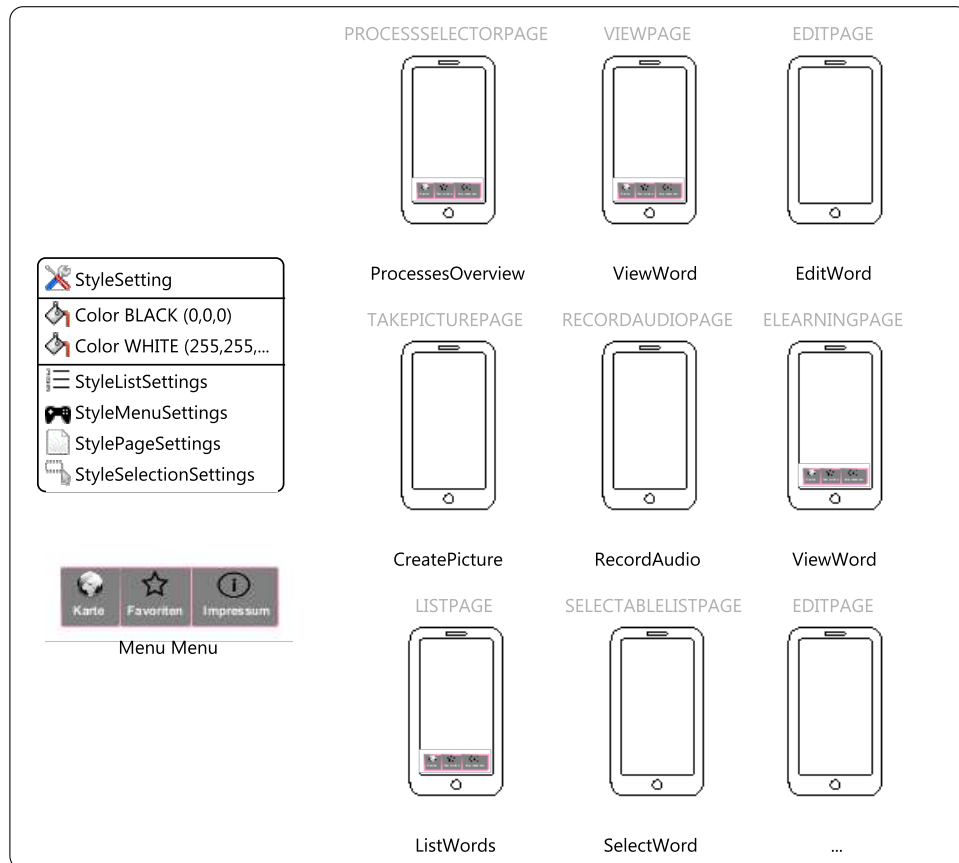 PROCESSSELECTORPAGE VIEWPAGE EDITPAGE
ProcessesOverview ViewWord EditWord
StyleSetting
Color BLACK (0,0,0)
Color WHITE (255,255,...
StyleListSettings
StyleMenuSettings
StylePageSettings
StyleSelectionSettings
TAKEPICTUREPAGE RECORDAUDIOPAGE ELEARNINGPAGE
CreatePicture RecordAudio ViewWord
Karte Favoriten Impressum
Menu Menu
LISTPAGE SELECTABLELISTPAGE EDITPAGE
ListWords SelectWord ...